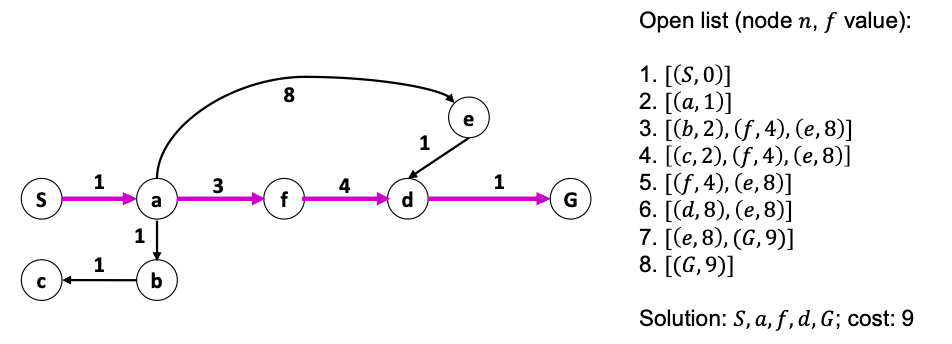 Open list (node n, f value):
1. [(S, 0)]
2. [(a, 1)]
3. [(b, 2), (f, 4), (e, 8)]
4. [(c, 2), (f, 4), (e, 8)]
5. [(f, 4), (e, 8)]
6. [(d, 8), (e, 8)]
7. [(e, 8), (G, 9)]
8. [(G, 9)]
Solution: S, a, f, d, G; cost: 9
8
e
1
S
1
a
3
f
4
d
1
G
1
c
1
b